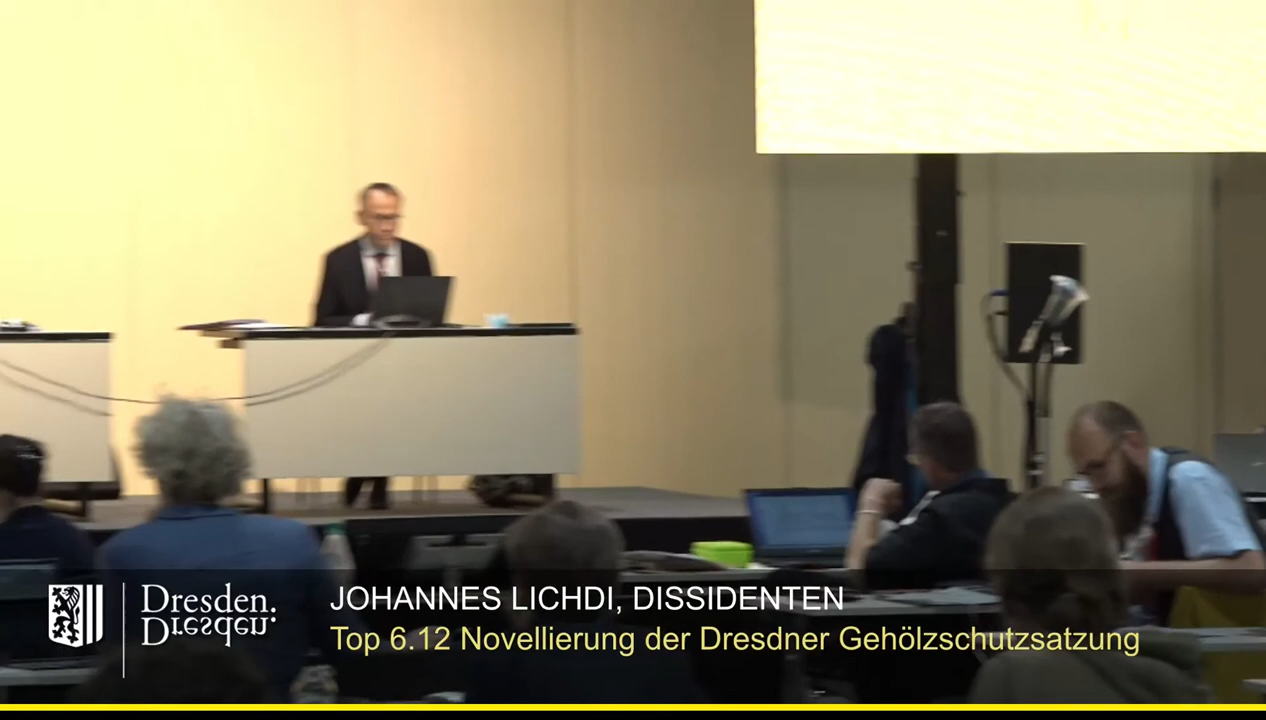 Dresden.
Dresden.
JOHANNES LICHDI, DISSIDENTEN
Top 6.12 Novellierung der Dresdner Gehölzschutzsatzung